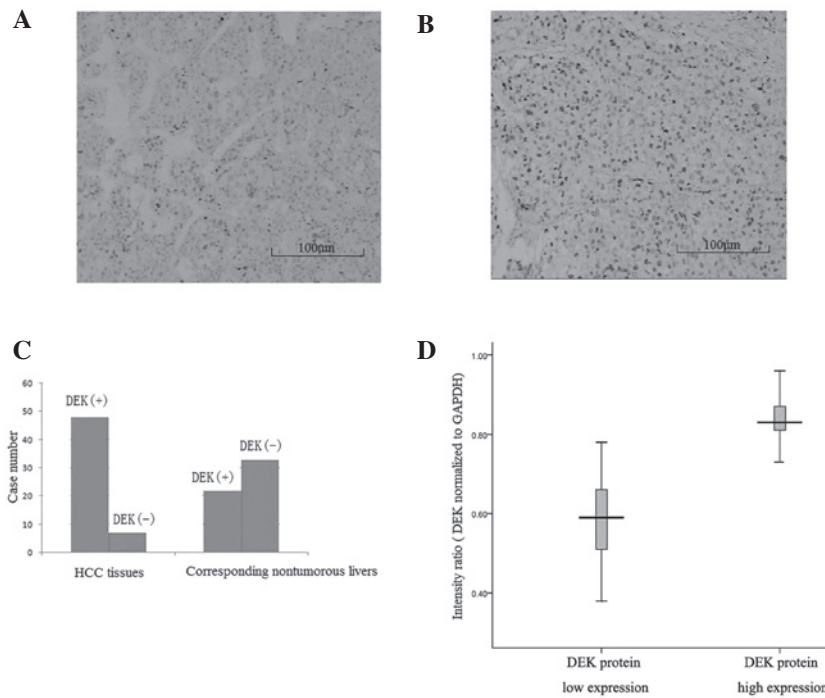 A
100μm
B
100μm
C
Case number
60
50
40
30
20
10
0
DEK (+)
DEK (-)
DEK (+)
DEK (-)
HCC tissues
Corresponding nontumorous livers
D
Intensity ratio ( DEK normalized to GAPDH)
1.00
0.80
0.60
0.40
DEK protein
low expression
DEK protein
high expression